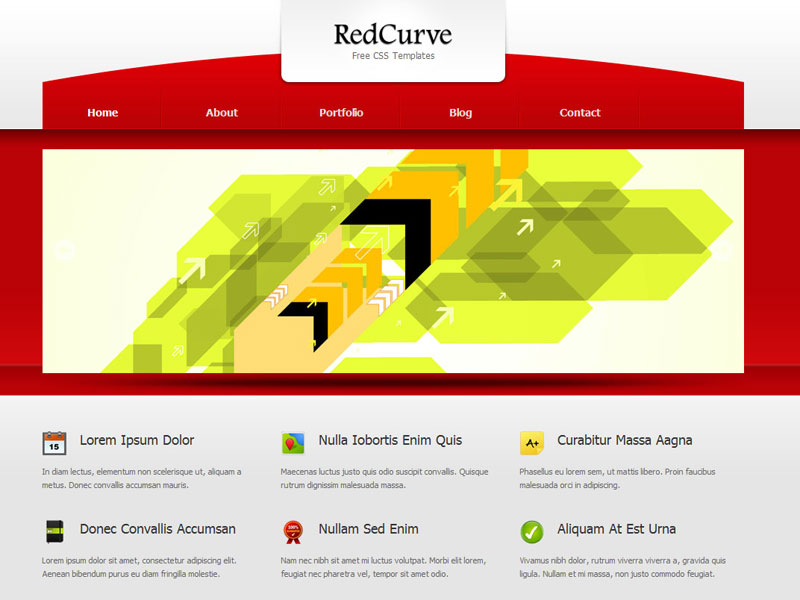 RedCurve
Free CSS Templates
Home About Portfolio Blog Contact
15
Lorem Ipsum Dolor
In diam lectus, elementum non scelerisque ut, aliquam a
metus. Donec convallis accumsan mauris.
Nulla Iobortis Enim Quis
Maecenas luctus justo quis odio suscipit convallis. Quisque
rutrum dignissim malesuada massa.
A+
Curabitur Massa Aagna
Phasellus eu lorem sem, ut mattis libero. Proin faucibus
malesuada orci in adipiscing.
Donec Convallis Accumsan
Lorem ipsum dolor sit amet, consectetur adipiscing elit.
Aenean bibendum purus eu diam fringilla molestie.
100%
Nullam Sed Enim
Nam nec nibh sit amet mi luctus volutpat. Morbi elit lorem,
feugiat nec pharetra vel, tempor sit amet odio.
Aliquam At Est Urna
Vivamus nibh dolor, rutrum viverra viverra a, gravida quis
ligula. Nullam et mi massa, non justo commodo feugiat.